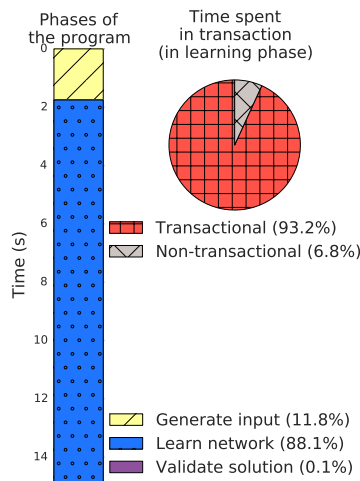 Phases of
the program
Time spent
in transaction
(in learning phase)
0
2
4
6
8
10
12
14
Time (s)
Transactional (93.2%)
Non-transactional (6.8%)
Generate input (11.8%)
Learn network (88.1%)
Validate solution (0.1%)